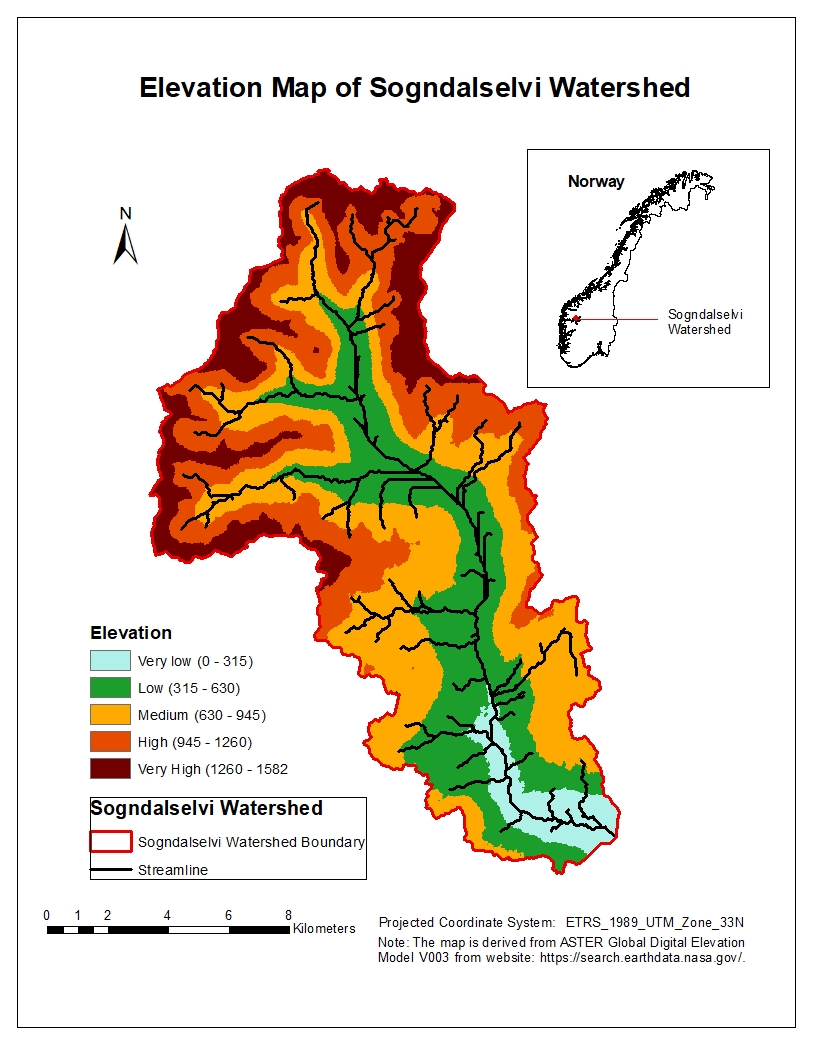 Elevation Map of Sogndalselvi Watershed
Norway
N
Sogndalselvi
Watershed
Elevation
Very low (0 - 315)
Low (315 - 630)
Medium (630 - 945)
High (945 - 1260)
Very High (1260 - 1582
Sogndalselvi Watershed
Sogndalselvi Watershed Boundary
Streamline
0 1 2 4 6 8
Kilometers
Projected Coordinate System: ETRS_1989_UTM_Zone_33N
Note: The map is derived from ASTER Global Digital Elevation
Model V003 from website: https://search.earthdata.nasa.gov/.